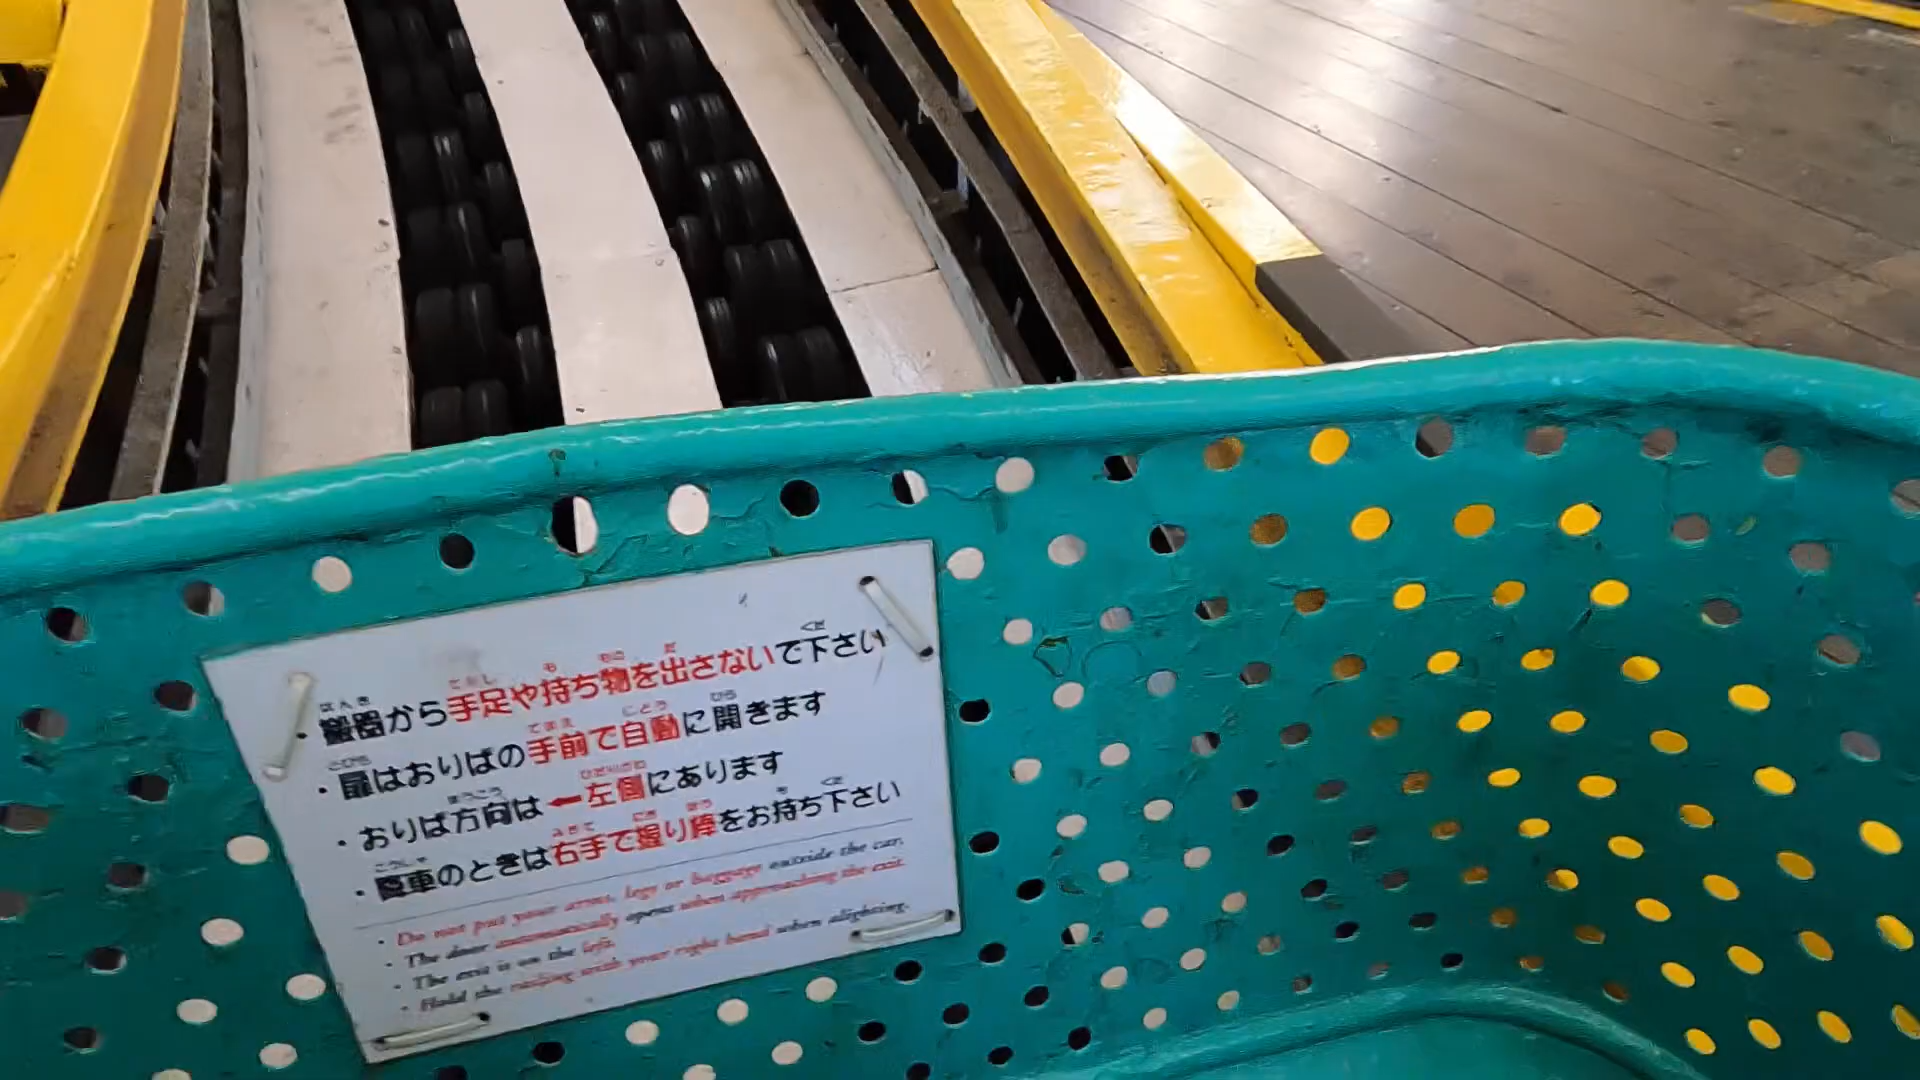 ・搬器から手足や持ち物を出さないで下さい
・扉はおりばの手前で自動に開きます
・おりば方向は←左側にあります
・降車のときは右手で握り棒をお持ち下さい
・Do not put your arms, legs or baggage outside the car.
・The door automatically opens when approaching the exit.
・The exit is on the left.
・Hold the railing with your right hand when alighting.